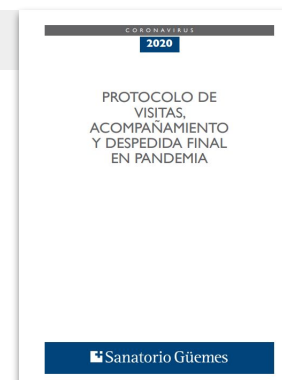 CORONAVIRUS
2020
PROTOCOLO DE
VISITAS,
ACOMPAÑAMIENTO
Y DESPEDIDA FINAL
EN PANDEMIA
Sanatorio Güemes